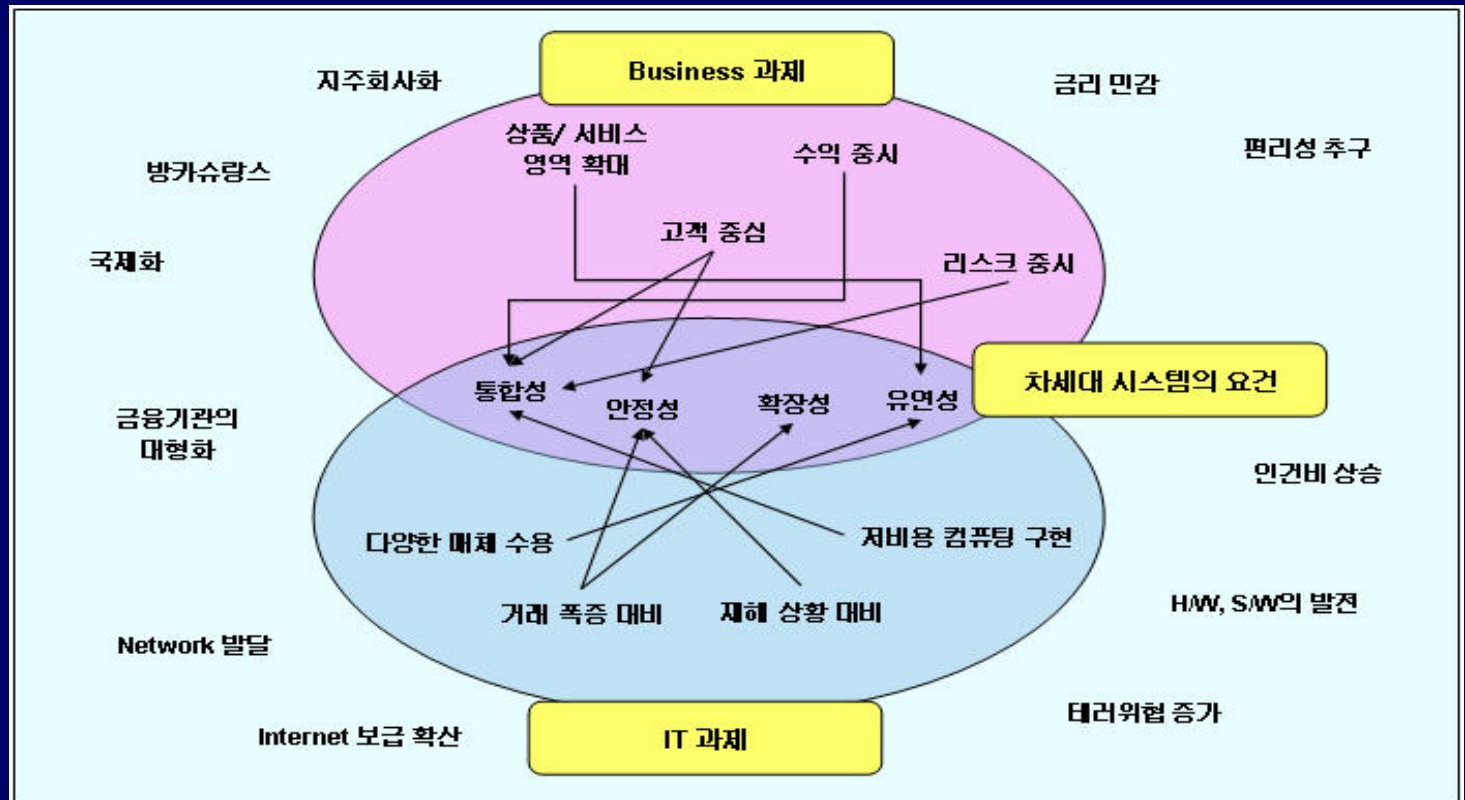 Business 과제
지주회사화
금리 민감
상품/ 서비스
영역 확대
수익 중시
편리성 추구
방카슈랑스
고객 중심
국제화
리스크 중시
차세대 시스템의 요건
통합성
안정성
확장성
유연성
금융기관의
대형화
인건비 상승
다양한 매체 수용
저비용 컴퓨팅 구현
거래 폭증 대비
재해 상황 대비
H/W, S/W의 발전
Network 발달
테러위협 증가
Internet 보급 확산
IT 과제